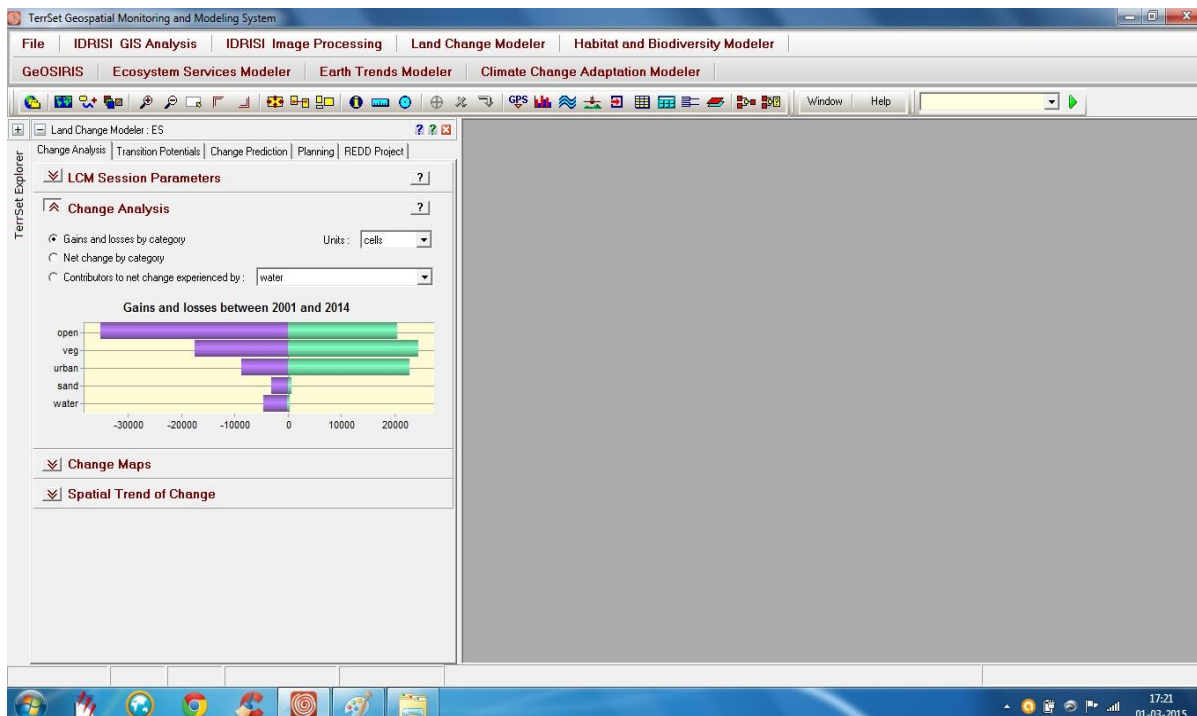 TerrSet Geospatial Monitoring and Modeling System
File IDRISI GIS Analysis IDRISI Image Processing Land Change Modeler Habitat and Biodiversity Modeler
GeOSIRIS Ecosystem Services Modeler Earth Trends Modeler Climate Change Adaptation Modeler
GPS Window Help
Land Change Modeler : ES ? ?
TerrSet Explorer
Change Analysis Transition Potentials Change Prediction Planning REDD Project
LCM Session Parameters ?
Change Analysis ?
Gains and losses by category Units : cells
Net change by category
Contributors to net change experienced by : water
Gains and losses between 2001 and 2014
open
veg
urban
sand
water
-30000 -20000 -10000 0 10000 20000
Change Maps
Spatial Trend of Change
17:21
01-03-2015